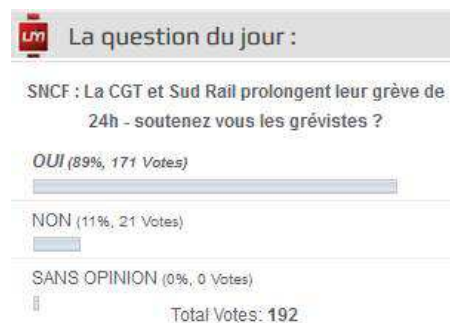 um
La question du jour :
SNCF : La CGT et Sud Rail prolongent leur grève de
24h - soutenez vous les grévistes ?
OUI (89%, 171 Votes)
NON (11%, 21 Votes)
SANS OPINION (0%, 0 Votes)
Total Votes: 192